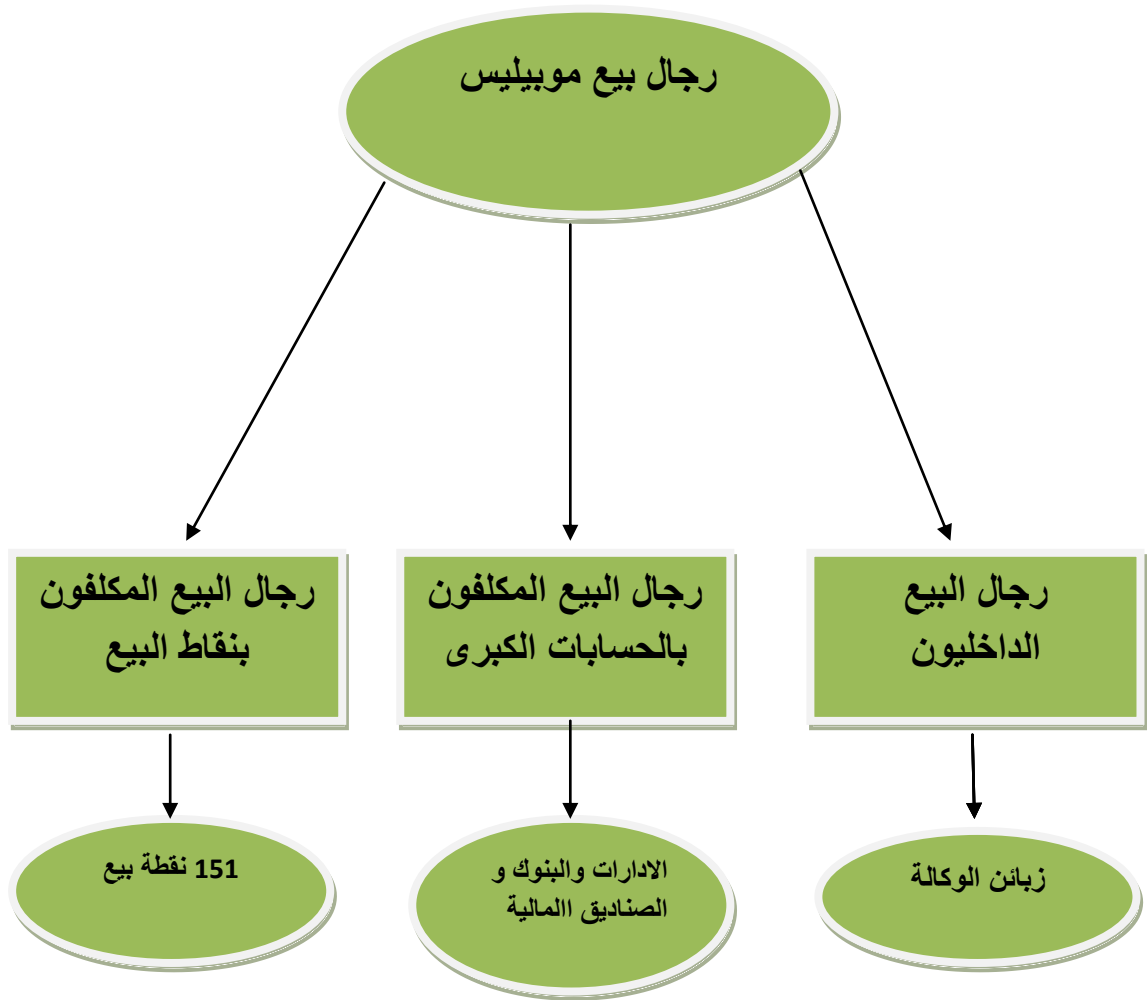 رجال بيع موبيليس
رجال البيع
الداخليون
رجال البيع المكلفون
بالحسابات الكبرى
رجال البيع المكلفون
بنقاط البيع
زبائن الوكالة
الادارات والبنوك و
الصناديق االمالية
151 نقطة بيع